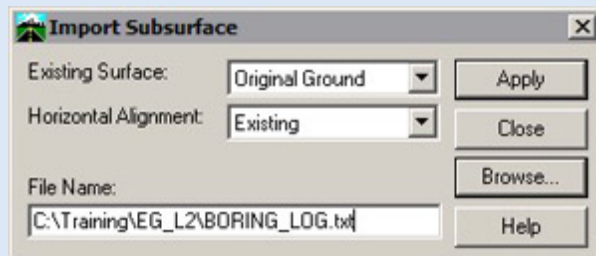 Import Subsurface
Existing Surface: Original Ground Apply
Horizontal Alignment: Existing Close
Browse...
File Name:
C:\Training\EG_L2\BORING_LOG.txt Help